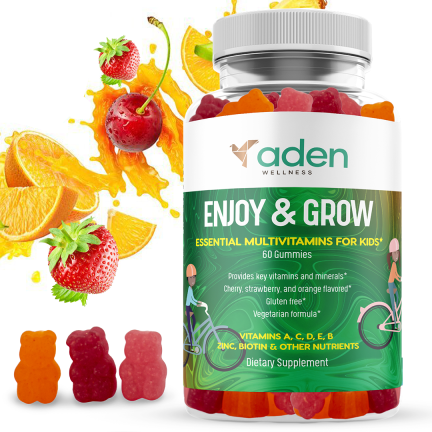 aden
WELLNESS
ENJOY & GROW
ESSENTIAL MULTIVITAMINS FOR KIDS*
60 Gummies
Provides key vitamins and minerals*
Cherry, strawberry, and orange flavored*
Gluten free*
Vegetarian formula*
VITAMINS A, C, D, E, B
ZINC, BIOTIN & OTHER NUTRIENTS
Dietary Supplement